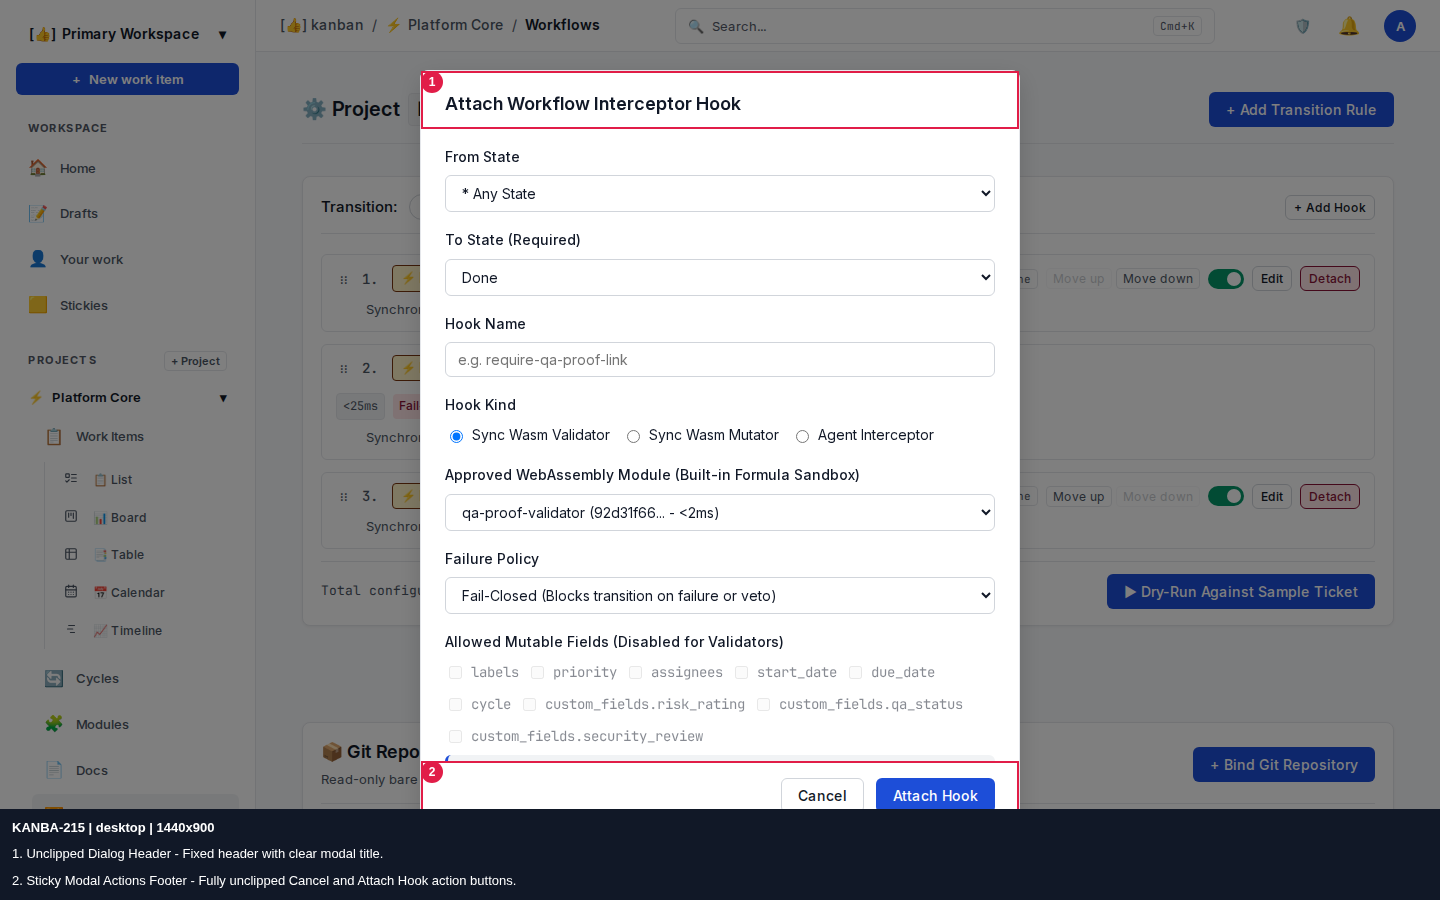 [👍] Primary Workspace ▼
+ New work item
WORKSPACE
Home
Drafts
Your work
Stickies
PROJECTS
+ Project
⚡ Platform Core ▼
Work Items
List
Board
Table
Calendar
Timeline
Cycles
Modules
Docs
[👍] kanban / ⚡ Platform Core / Workflows
Search...
Cmd+K
A
Project
+ Add Transition Rule
Transition:
+ Add Hook
1.
Move up
Move down
Edit
Detach
2.
<25ms
3.
Move up
Move down
Edit
Detach
▶ Dry-Run Against Sample Ticket
Read-only bare
+ Bind Git Repository
1
Attach Workflow Interceptor Hook
From State
* Any State
To State (Required)
Done
Hook Name
e.g. require-qa-proof-link
Hook Kind
Sync Wasm Validator
Sync Wasm Mutator
Agent Interceptor
Approved WebAssembly Module (Built-in Formula Sandbox)
qa-proof-validator (92d31f66... - <2ms)
Failure Policy
Fail-Closed (Blocks transition on failure or veto)
Allowed Mutable Fields (Disabled for Validators)
labels priority assignees start_date due_date
cycle custom_fields.risk_rating custom_fields.qa_status
custom_fields.security_review
2
Cancel
Attach Hook
KANBA-215 | desktop | 1440x900
1. Unclipped Dialog Header - Fixed header with clear modal title.
2. Sticky Modal Actions Footer - Fully unclipped Cancel and Attach Hook action buttons.